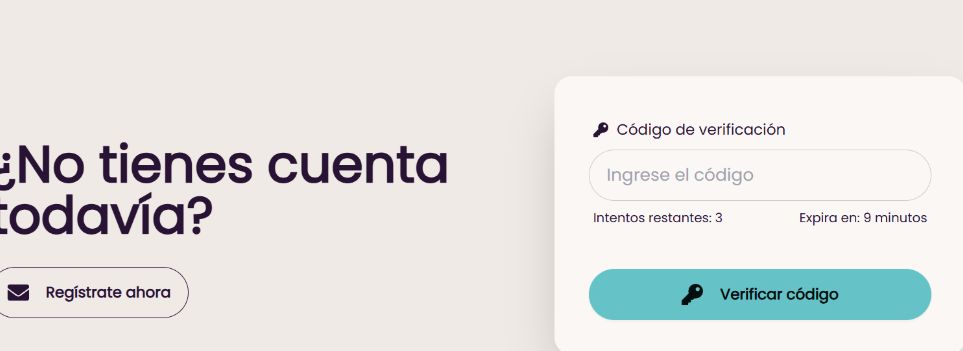 ¿No tienes cuenta
todavía?
Regístrate ahora
Código de verificación
Ingrese el código
Intentos restantes: 3
Expira en: 9 minutos
Verificar código